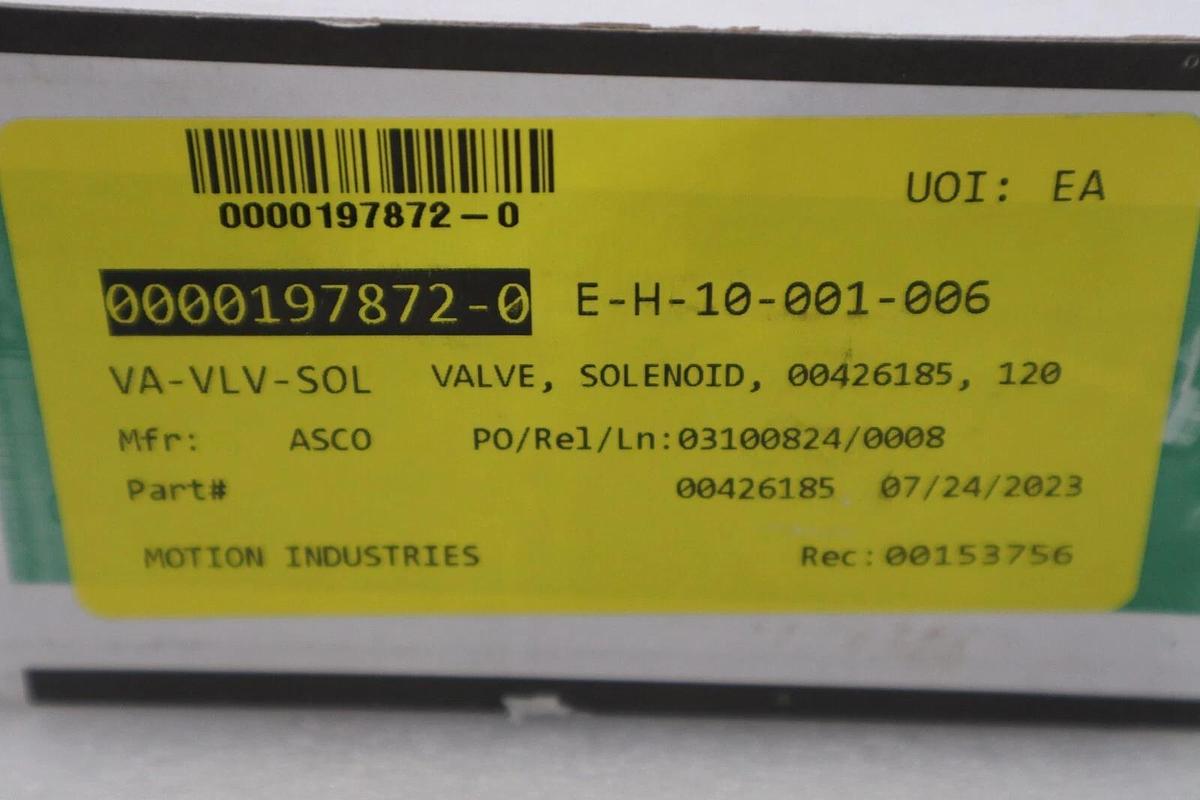 0000197872-0
UOI: EA
0000197872-0 E-H-10-001-006
VA-VLV-SOL VALVE, SOLENOID, 00426185, 120
Mfr: ASCO PO/Rel/Ln:03100824/0008
Part# 00426185 07/24/2023
MOTION INDUSTRIES Rec:00153756